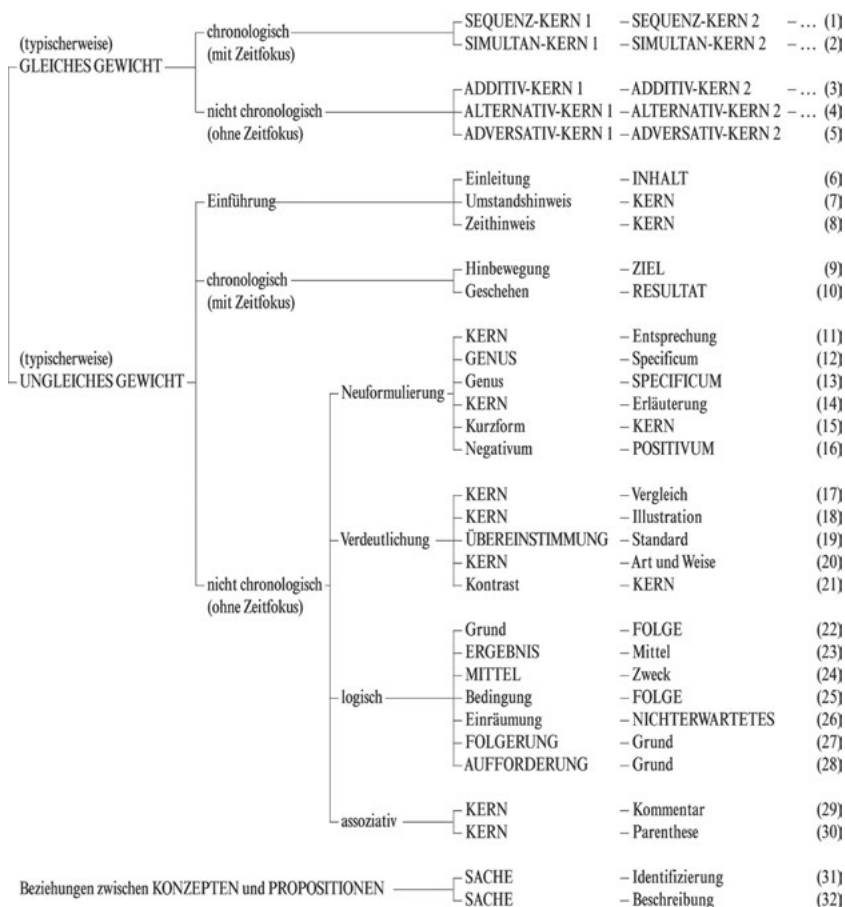 SEQUENZ-KERN 1 – SEQUENZ-KERN 2 – … (1)
chronologisch
(mit Zeitfokus)
SIMULTAN-KERN 1 – SIMULTAN-KERN 2 – … (2)
(typischerweise)
GLEICHES GEWICHT
ADDITIV-KERN 1 – ADDITIV-KERN 2 – … (3)
nicht chronologisch
(ohne Zeitfokus)
ALTERNATIV-KERN 1 – ALTERNATIV-KERN 2 – … (4)
ADVERSATIV-KERN 1 – ADVERSATIV-KERN 2 (5)
Einleitung – INHALT (6)
Einführung
Umstandshinweis – KERN (7)
Zeithinweis – KERN (8)
Hinbewegung – ZIEL (9)
chronologisch
(mit Zeitfokus)
Geschehen – RESULTAT (10)
(typischerweise)
UNGLEICHES GEWICHT
KERN – Entsprechung (11)
GENUS – Specificum (12)
Neuformulierung
Genus – SPECIFICUM (13)
KERN – Erläuterung (14)
Kurzform – KERN (15)
Negativum – POSITIVUM (16)
KERN – Vergleich (17)
KERN – Illustration (18)
Verdeutlichung
ÜBEREINSTIMMUNG – Standard (19)
KERN – Art und Weise (20)
nicht chronologisch
(ohne Zeitfokus)
Kontrast – KERN (21)
Grund – FOLGE (22)
ERGEBNIS – Mittel (23)
MITTEL – Zweck (24)
logisch
Bedingung – FOLGE (25)
Einräumung – NICHTERWARTETES (26)
FOLGERUNG – Grund (27)
AUFFORDERUNG – Grund (28)
assoziativ
KERN – Kommentar (29)
KERN – Parenthese (30)
Beziehungen zwischen KONZEPTEN und PROPOSITIONEN
SACHE – Identifizierung (31)
SACHE – Beschreibung (32)